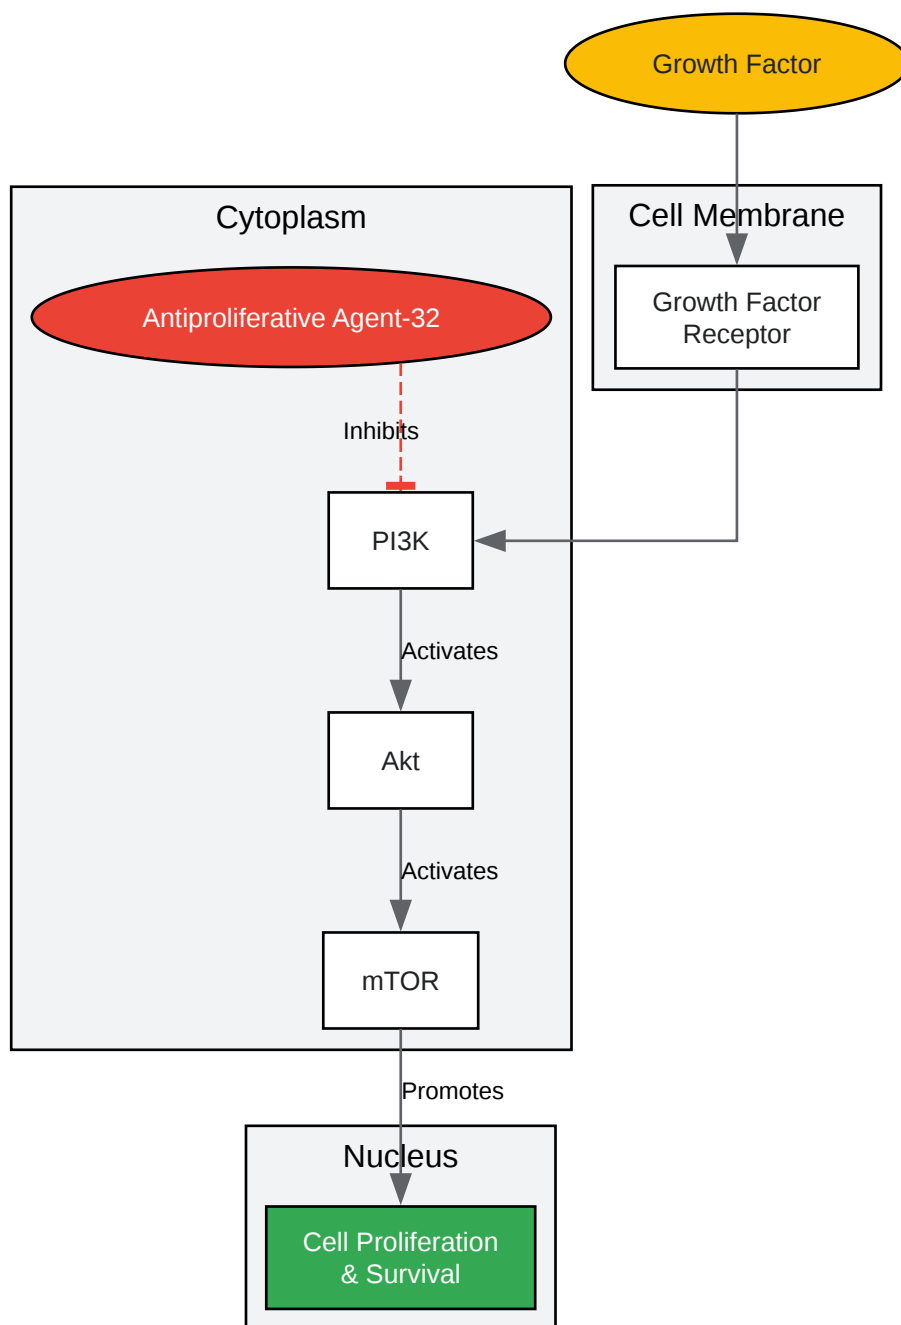 Growth Factor
Cytoplasm
Cell Membrane
Antiproliferative Agent-32
Growth Factor
Receptor
Inhibits
PI3K
Activates
Akt
Activates
mTOR
Promotes
Nucleus
Cell Proliferation
& Survival